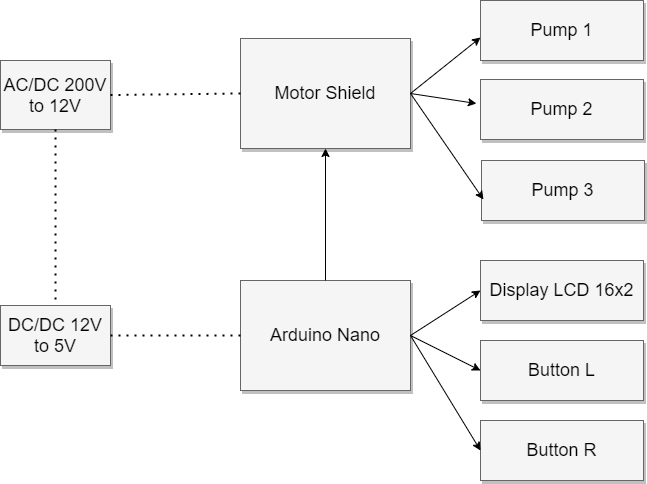 Pump 1
AC/DC 200V
to 12V
Motor Shield
Pump 2
Pump 3
Display LCD 16x2
DC/DC 12V
to 5V
Arduino Nano
Button L
Button R